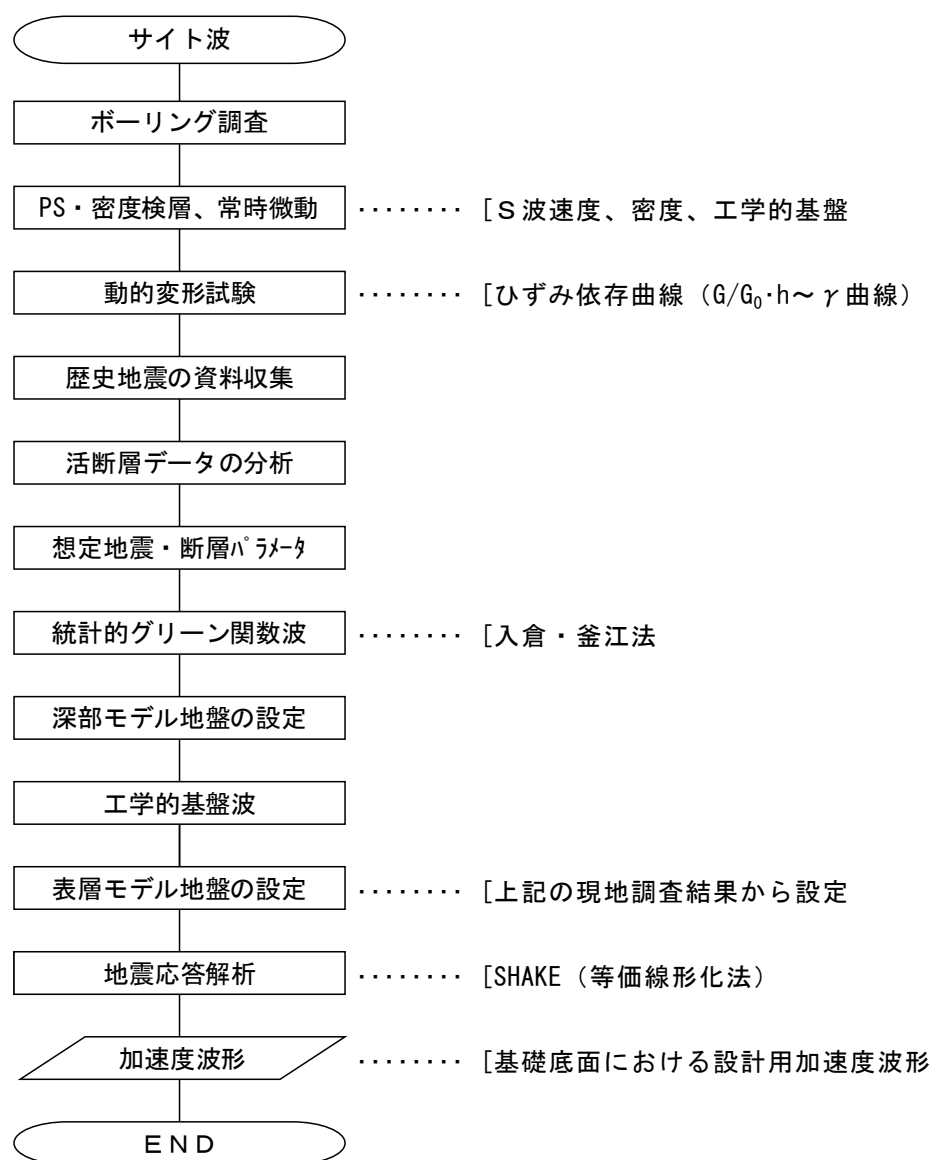 サイト波
ボーリング調査
PS・密度検層、常時微動 ‥‥‥‥ [S波速度、密度、工学的基盤
動的変形試験 ‥‥‥‥ [ひずみ依存曲線（G/G₀·h～γ曲線）
歴史地震の資料収集
活断層データの分析
想定地震・断層ﾊﾟﾗﾒｰﾀ
統計的グリーン関数波 ‥‥‥‥ [入倉・釜江法
深部モデル地盤の設定
工学的基盤波
表層モデル地盤の設定 ‥‥‥‥ [上記の現地調査結果から設定
地震応答解析 ‥‥‥‥ [SHAKE（等価線形化法）
加速度波形 ‥‥‥‥ [基礎底面における設計用加速度波形
ＥＮＤ